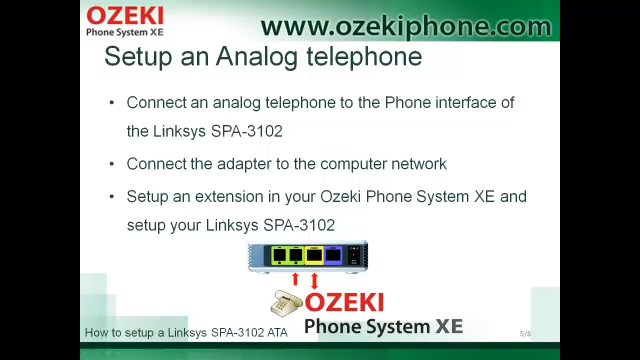 OZEKI
Phone System XE
www.ozekiphone.com
Setup an Analog telephone
• Connect an analog telephone to the Phone interface of
the Linksys SPA-3102
• Connect the adapter to the computer network
• Setup an extension in your Ozeki Phone System XE and
setup your Linksys SPA-3102
OZEKI
Phone System XE
How to setup a Linksys SPA-3102 ATA
5/8